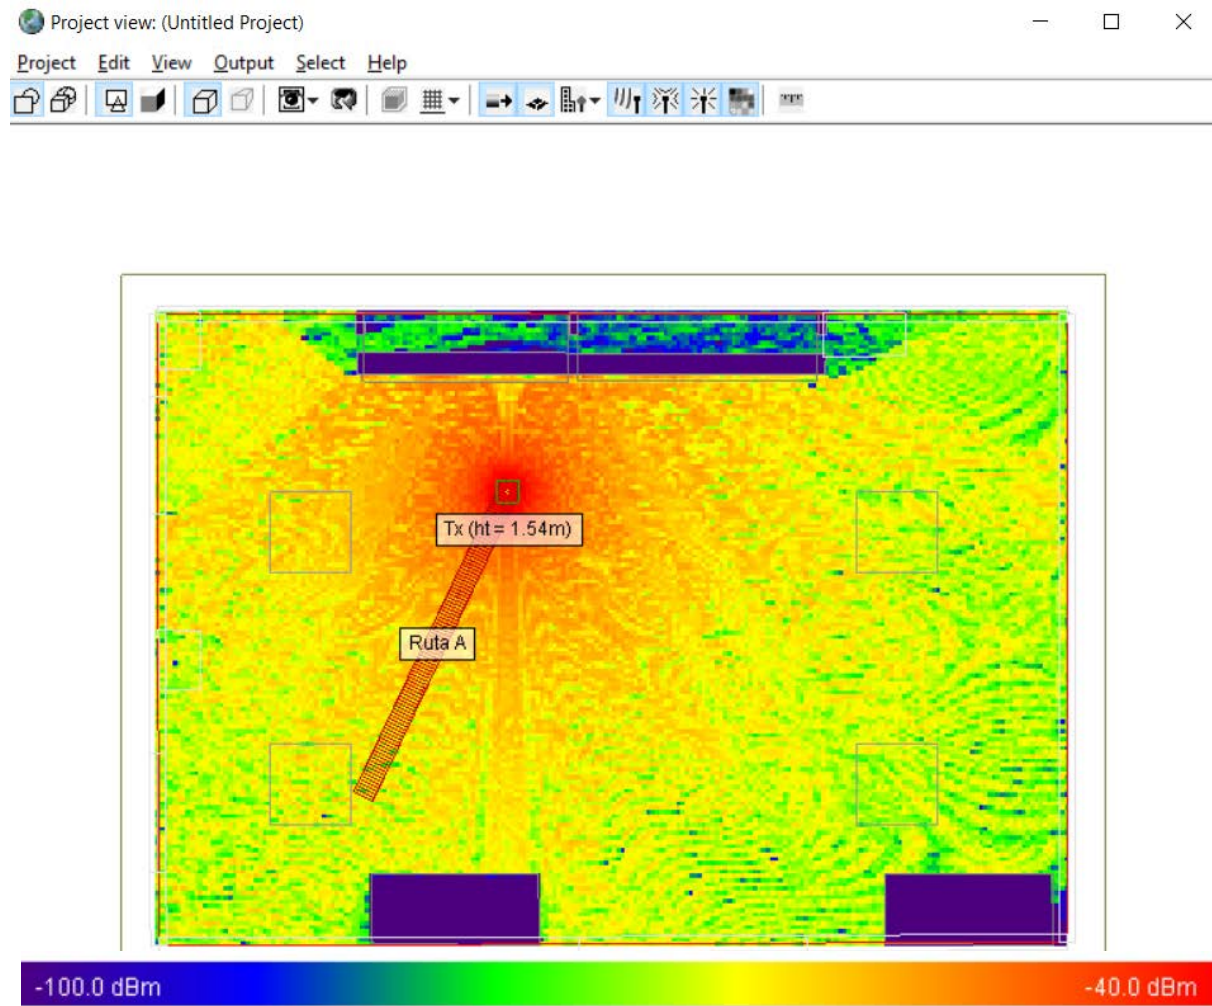 Project view: (Untitled Project)
Project Edit View Output Select Help
Tx (ht = 1.54m)
Ruta A
-100.0 dBm -40.0 dBm